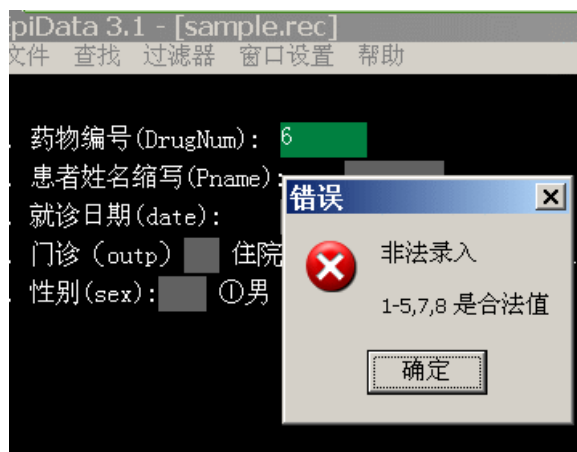 piData 3.1 - [sample.rec]
文件 查找 过滤器 窗口设置 帮助
. 药物编号(DrugNum): 6
. 患者姓名缩写(Pname):
. 就诊日期(date):
. 门诊（outp） 住院
. 性别(sex): ①男
错误
非法录入
1-5,7,8 是合法值
确定